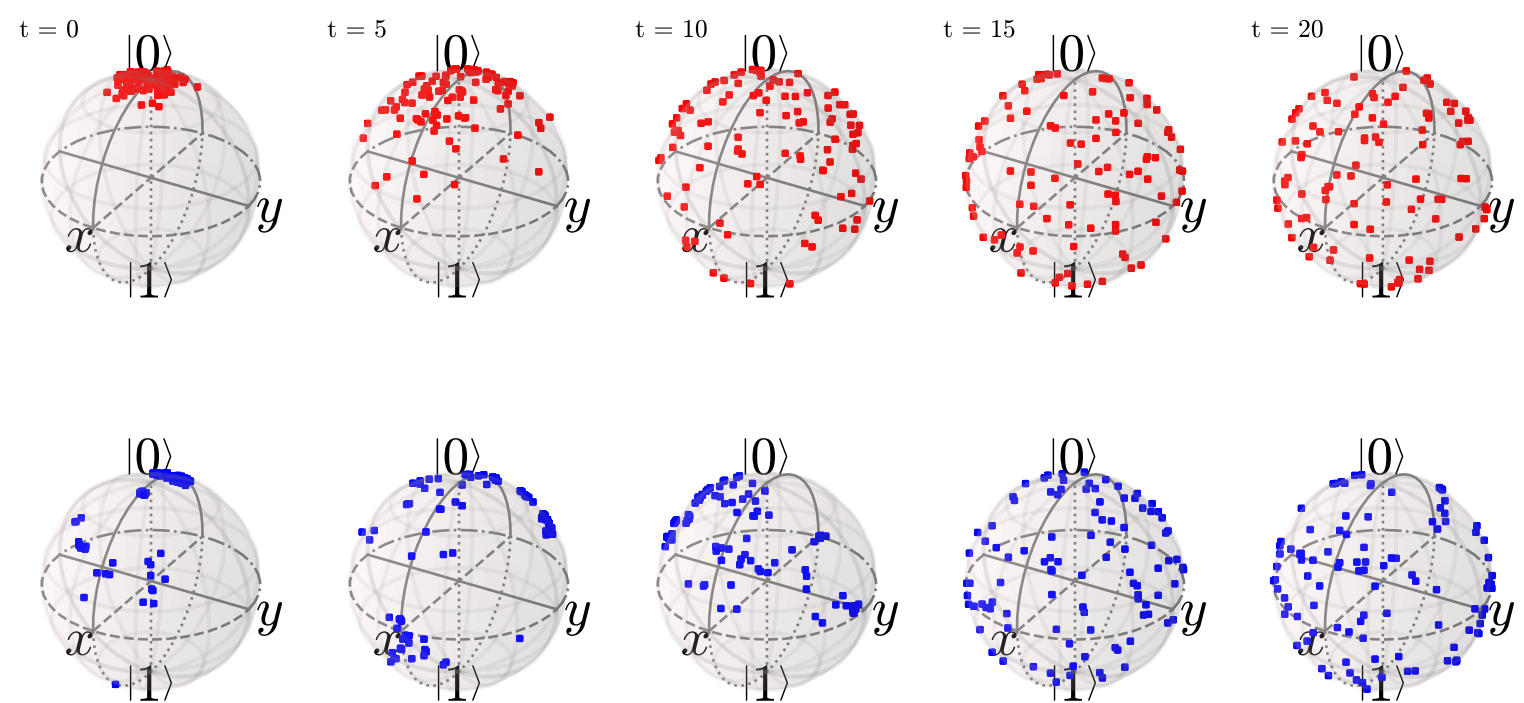 t = 0 t = 5 t = 10 t = 15 t = 20
|0⟩ |0⟩ |0⟩ |0⟩ |0⟩
y y y y y
x x x x x
|1⟩ |1⟩ |1⟩ |1⟩ |1⟩
|0⟩ |0⟩ |0⟩ |0⟩ |0⟩
y y y y y
x x x x x
|1⟩ |1⟩ |1⟩ |1⟩ |1⟩